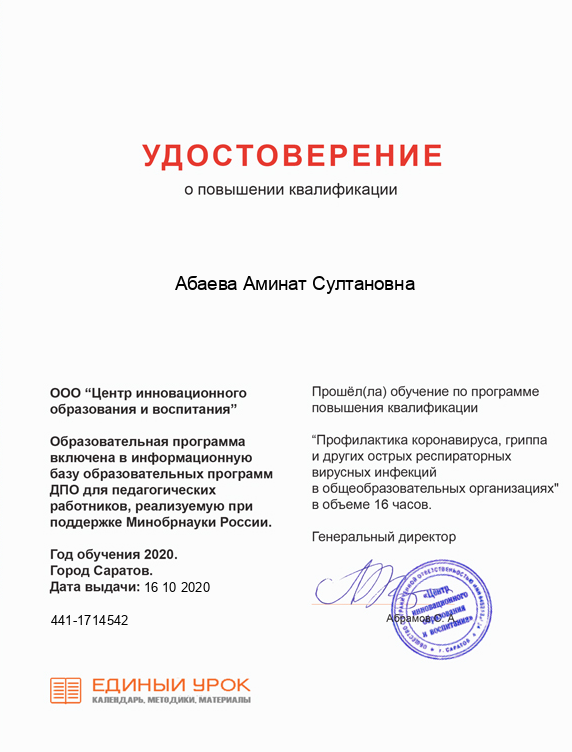 УДОСТОВЕРЕНИЕ
о повышении квалификации
Абаева Аминат Султановна
ООО “Центр инновационного
образования и воспитания”
Образовательная программа
включена в информационную
базу образовательных программ
ДПО для педагогических
работников, реализуемую при
поддержке Минобрнауки России.
Год обучения 2020.
Город Саратов.
Дата выдачи: 16 10 2020
441-1714542
Прошёл(ла) обучение по программе
повышения квалификации
“Профилактика коронавируса, гриппа
и других острых респираторных
вирусных инфекций
в общеобразовательных организациях"
в объеме 16 часов.
Генеральный директор
Абрамов С. А.
«Центр
инновационного
образования
и воспитания»
г. САРАТОВ
ЕДИНЫЙ УРОК
КАЛЕНДАРЬ, МЕТОДИКИ, МАТЕРИАЛЫ